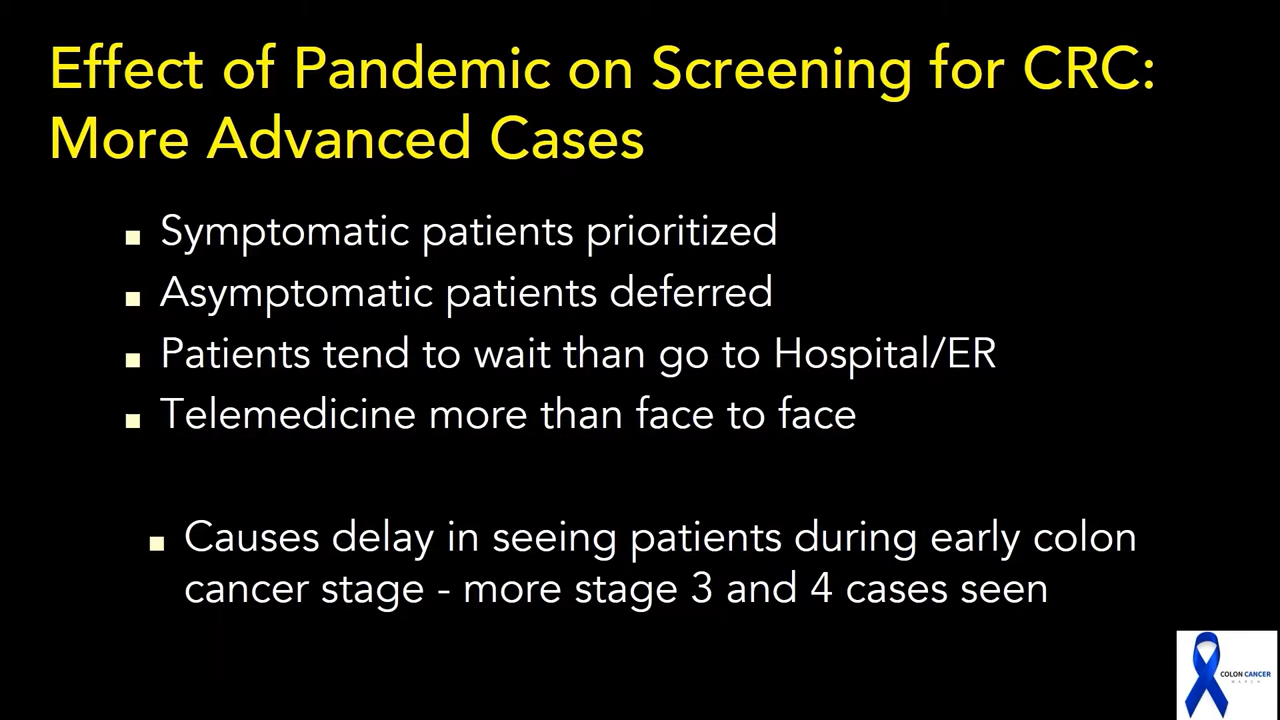 Effect of Pandemic on Screening for CRC:
More Advanced Cases
Symptomatic patients prioritized
Asymptomatic patients deferred
Patients tend to wait than go to Hospital/ER
Telemedicine more than face to face
Causes delay in seeing patients during early colon
cancer stage - more stage 3 and 4 cases seen
COLON CANCER
MARCH